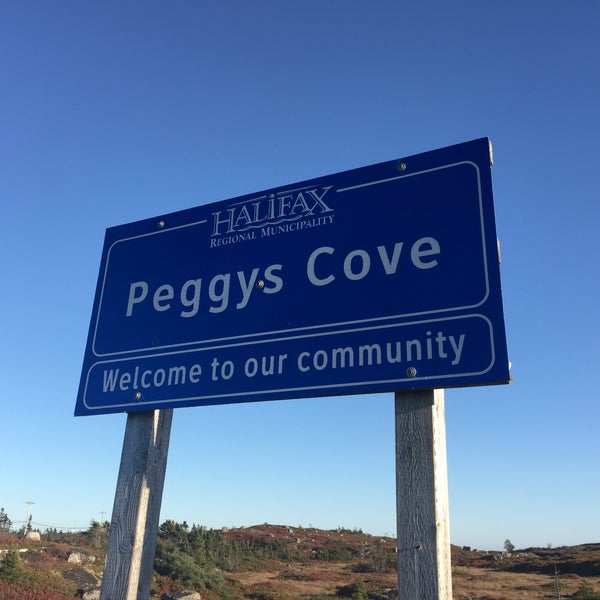 HALiFAX
REGIONAL MUNICIPALITY
Peggys Cove
Welcome to our community